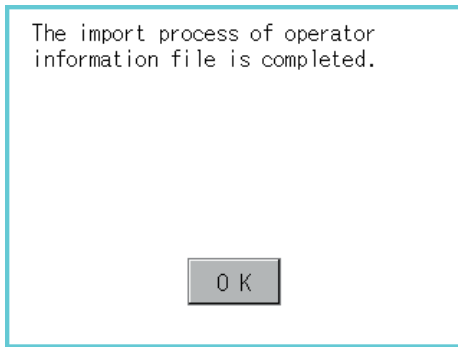 The import process of operator
information file is completed.
OK